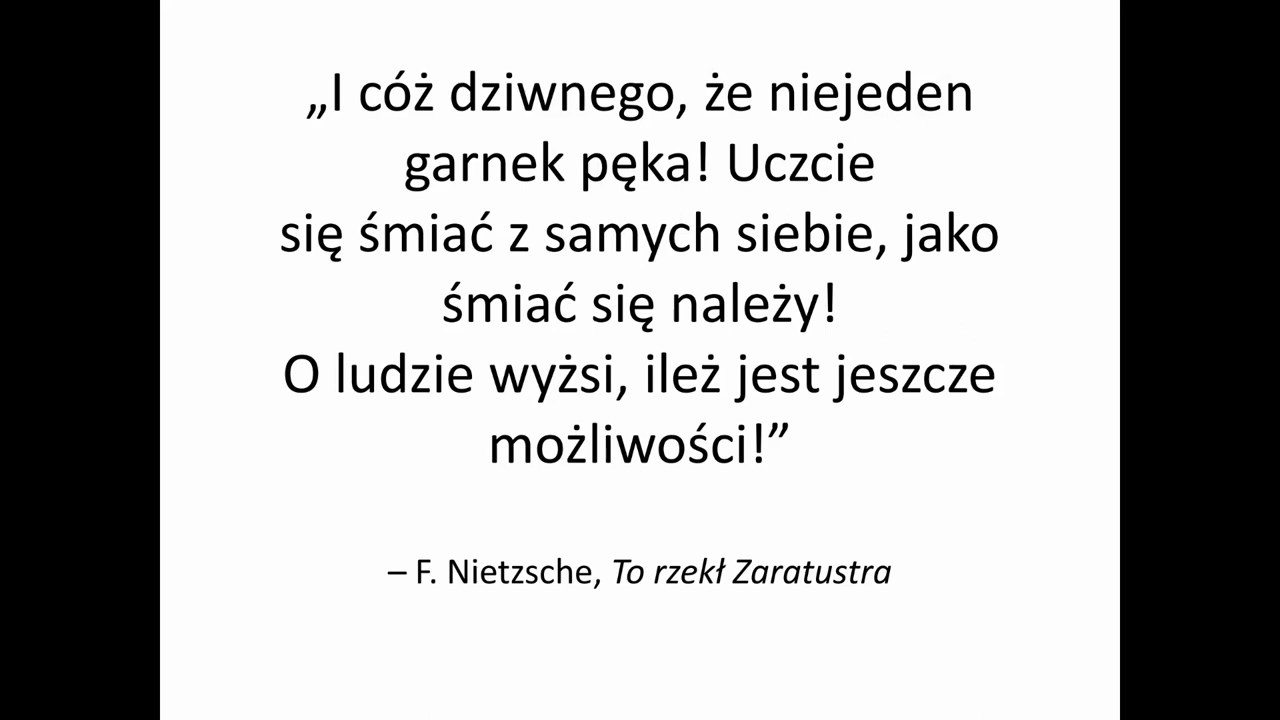 „I cóż dziwnego, że niejeden
garnek pęka! Uczcie
się śmiać z samych siebie, jako
śmiać się należy!
O ludzie wyżsi, ileż jest jeszcze
możliwości!”
– F. Nietzsche, To rzekł Zaratustra